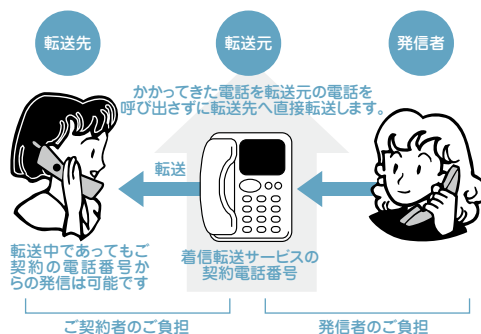 転送先
転送元
発信者
かかってきた電話を転送元の電話を
呼び出さずに転送先へ直接転送します。
転送
転送中であってもご
契約の電話番号か
らの発信は可能です
着信転送サービスの
契約電話番号
ご契約者のご負担
発信者のご負担